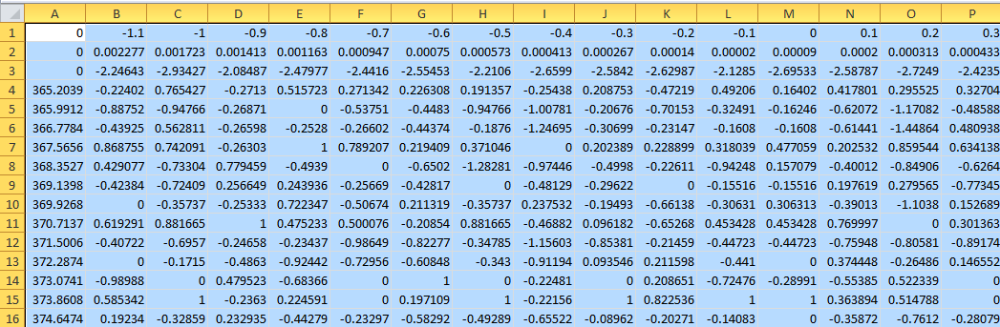 A B C D E F G H I J K L M N O P
1 0 -1.1 -1 -0.9 -0.8 -0.7 -0.6 -0.5 -0.4 -0.3 -0.2 -0.1 0 0.1 0.2 0.3
2 0 0.002277 0.001723 0.001413 0.001163 0.000947 0.00075 0.000573 0.000413 0.000267 0.00014 0.00002 0.00009 0.0002 0.000313 0.000433
3 0 -2.24643 -2.93427 -2.08487 -2.47977 -2.4416 -2.55453 -2.2106 -2.6599 -2.5842 -2.62987 -2.1285 -2.69533 -2.58787 -2.7249 -2.4235
4 365.2039 -0.22402 0.765427 -0.2713 0.515723 0.271342 0.226308 0.191357 -0.25438 0.208753 -0.47219 0.49206 0.16402 0.417801 0.295525 0.32704
5 365.9912 -0.88752 -0.94766 -0.26871 0 -0.53751 -0.4483 -0.94766 -1.00781 -0.20676 -0.70153 -0.32491 -0.16246 -0.62072 -1.17082 -0.48588
6 366.7784 -0.43925 0.562811 -0.26598 -0.2528 -0.26602 -0.44374 -0.1876 -1.24695 -0.30699 -0.23147 -0.1608 -0.1608 -0.61441 -1.44864 0.480938
7 367.5656 0.868755 0.742091 -0.26303 1 0.789207 0.219409 0.371046 0 0.202389 0.228899 0.318039 0.477059 0.202532 0.859544 0.634138
8 368.3527 0.429077 -0.73304 0.779459 -0.4939 0 -0.6502 -1.28281 -0.97446 -0.4998 -0.22611 -0.94248 0.157079 -0.40012 -0.84906 -0.6264
9 369.1398 -0.42384 -0.72409 0.256649 0.243936 -0.25669 -0.42817 0 -0.48129 -0.29622 0 -0.15516 -0.15516 0.197619 0.279565 -0.77345
10 369.9268 0 -0.35737 -0.25333 0.722347 -0.50674 0.211319 -0.35737 0.237532 -0.19493 -0.66138 -0.30631 0.306313 -0.39013 -1.1038 0.152689
11 370.7137 0.619291 0.881665 1 0.475233 0.500076 -0.20854 0.881665 -0.46882 0.096182 -0.65268 0.453428 0.453428 0.769997 0 0.301363
12 371.5006 -0.40722 -0.6957 -0.24658 -0.23437 -0.98649 -0.82277 -0.34785 -1.15603 -0.85381 -0.21459 -0.44723 -0.44723 -0.75948 -0.80581 -0.89174
13 372.2874 0 -0.1715 -0.4863 -0.92442 -0.72956 -0.60848 -0.343 -0.91194 0.093546 0.211598 -0.441 0 0.374448 -0.26486 0.146552
14 373.0741 -0.98988 0 0.479523 -0.68366 0 1 0 -0.22481 0 0.208651 -0.72476 -0.28991 -0.55385 0.522339 0
15 373.8608 0.585342 1 -0.2363 0.224591 0 0.197109 1 -0.22156 1 0.822536 1 1 0.363894 0.514788 0
16 374.6474 0.19234 -0.32859 0.232935 -0.44279 -0.23297 -0.58292 -0.49289 -0.65522 -0.08962 -0.20271 -0.14083 0 -0.35872 -0.7612 -0.28079